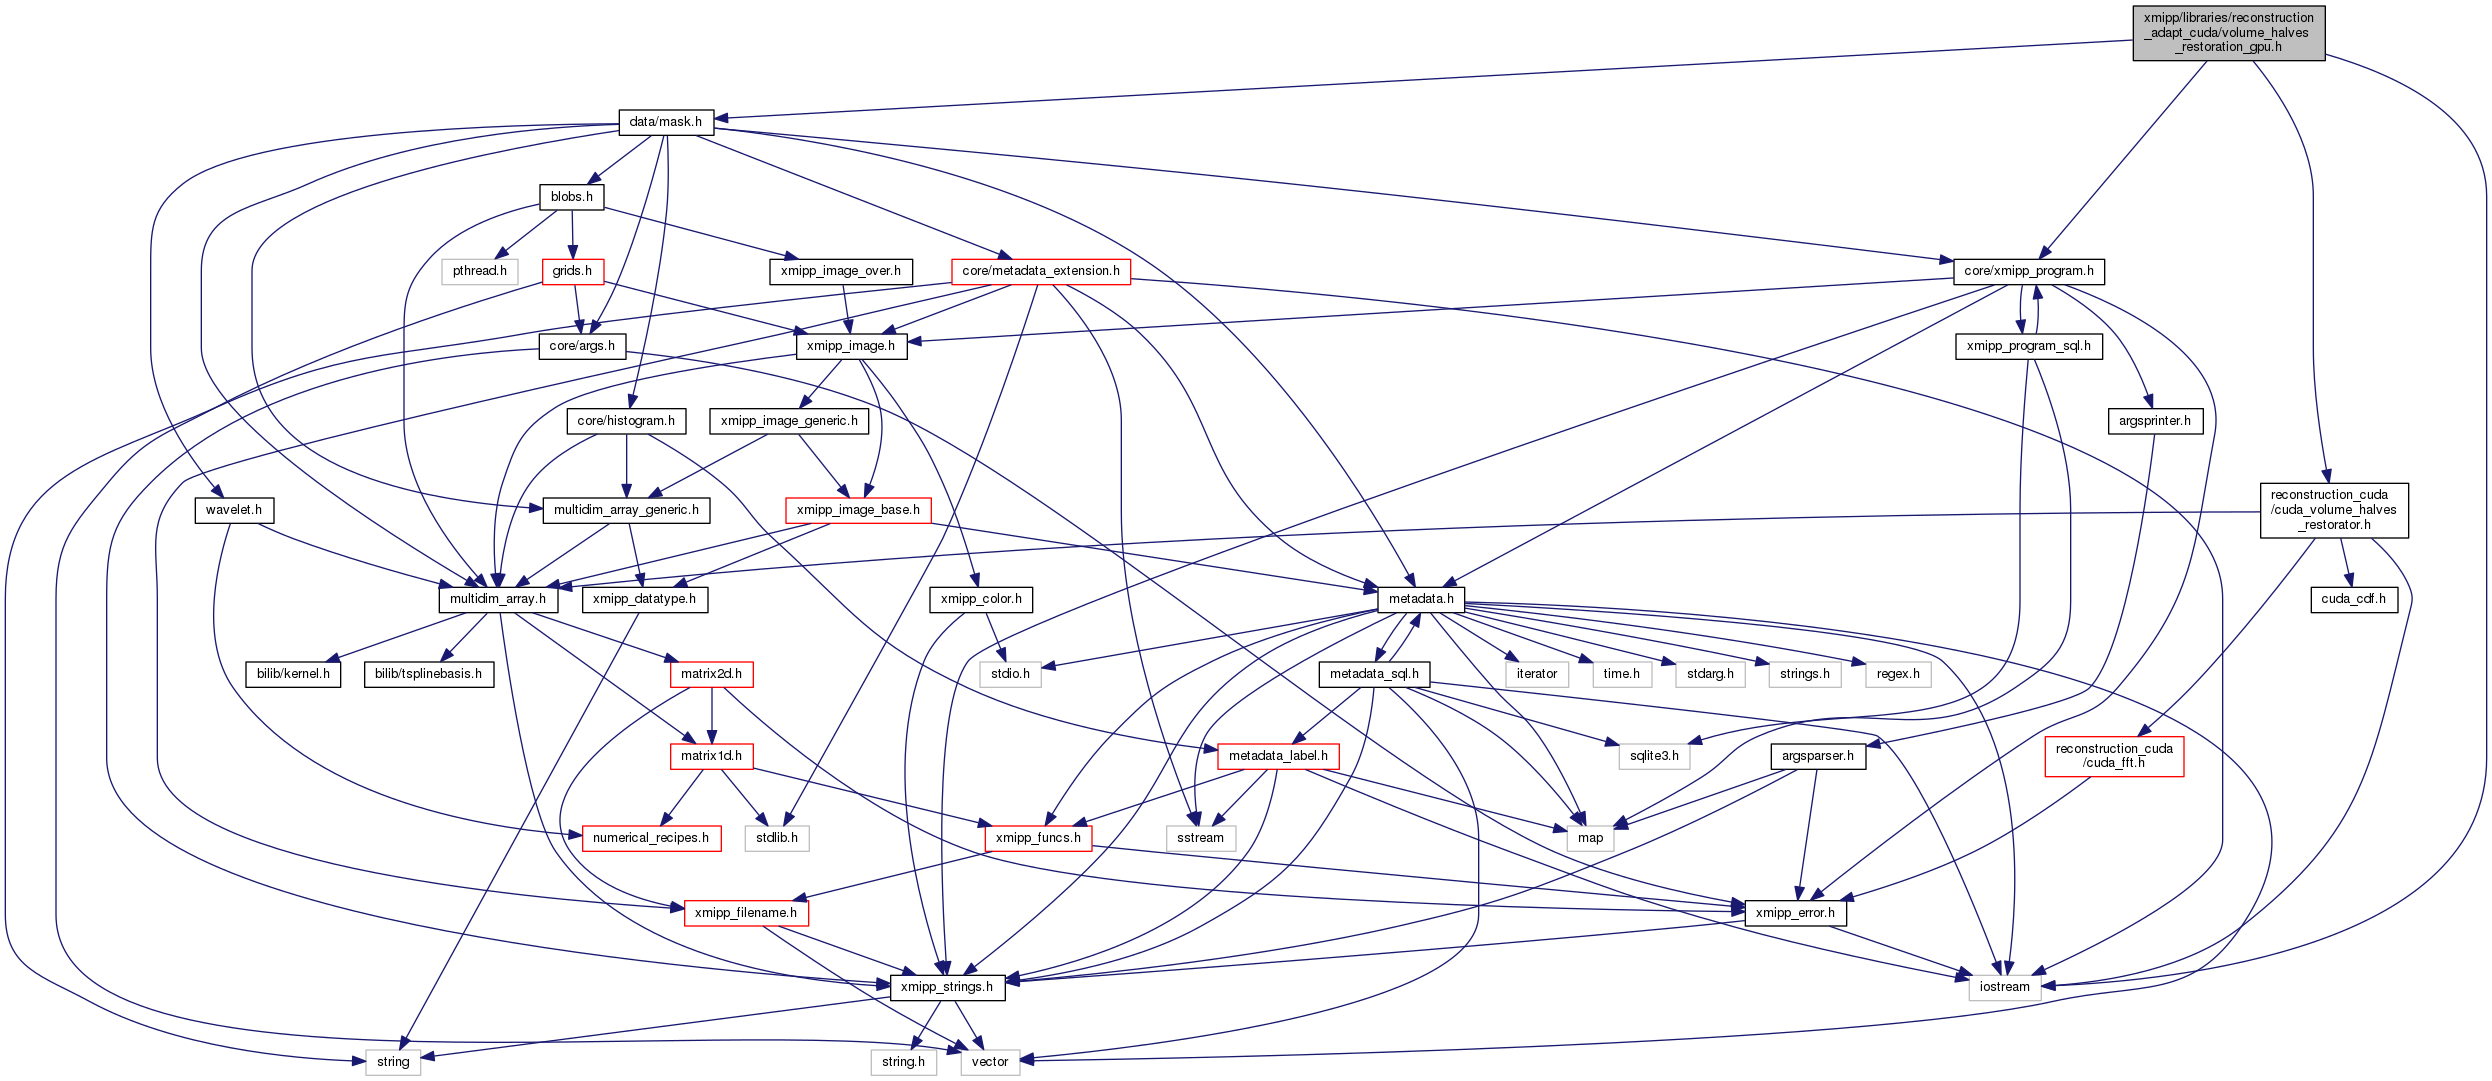 xmipp/libraries/reconstruction
_adapt_cuda/volume_halves
_restoration_gpu.h
data/mask.h
blobs.h
pthread.h
grids.h
xmipp_image_over.h
core/metadata_extension.h
core/xmipp_program.h
core/args.h
xmipp_image.h
xmipp_program_sql.h
core/histogram.h
xmipp_image_generic.h
argsprinter.h
wavelet.h
multidim_array_generic.h
xmipp_image_base.h
reconstruction_cuda
/cuda_volume_halves
_restorator.h
multidim_array.h
xmipp_datatype.h
xmipp_color.h
metadata.h
cuda_cdf.h
bilib/kernel.h
bilib/tsplinebasis.h
matrix2d.h
stdio.h
metadata_sql.h
iterator
time.h
stdarg.h
strings.h
regex.h
matrix1d.h
metadata_label.h
sqlite3.h
argsparser.h
reconstruction_cuda
/cuda_fft.h
numerical_recipes.h
stdlib.h
xmipp_funcs.h
sstream
map
xmipp_filename.h
xmipp_error.h
xmipp_strings.h
iostream
string
string.h
vector